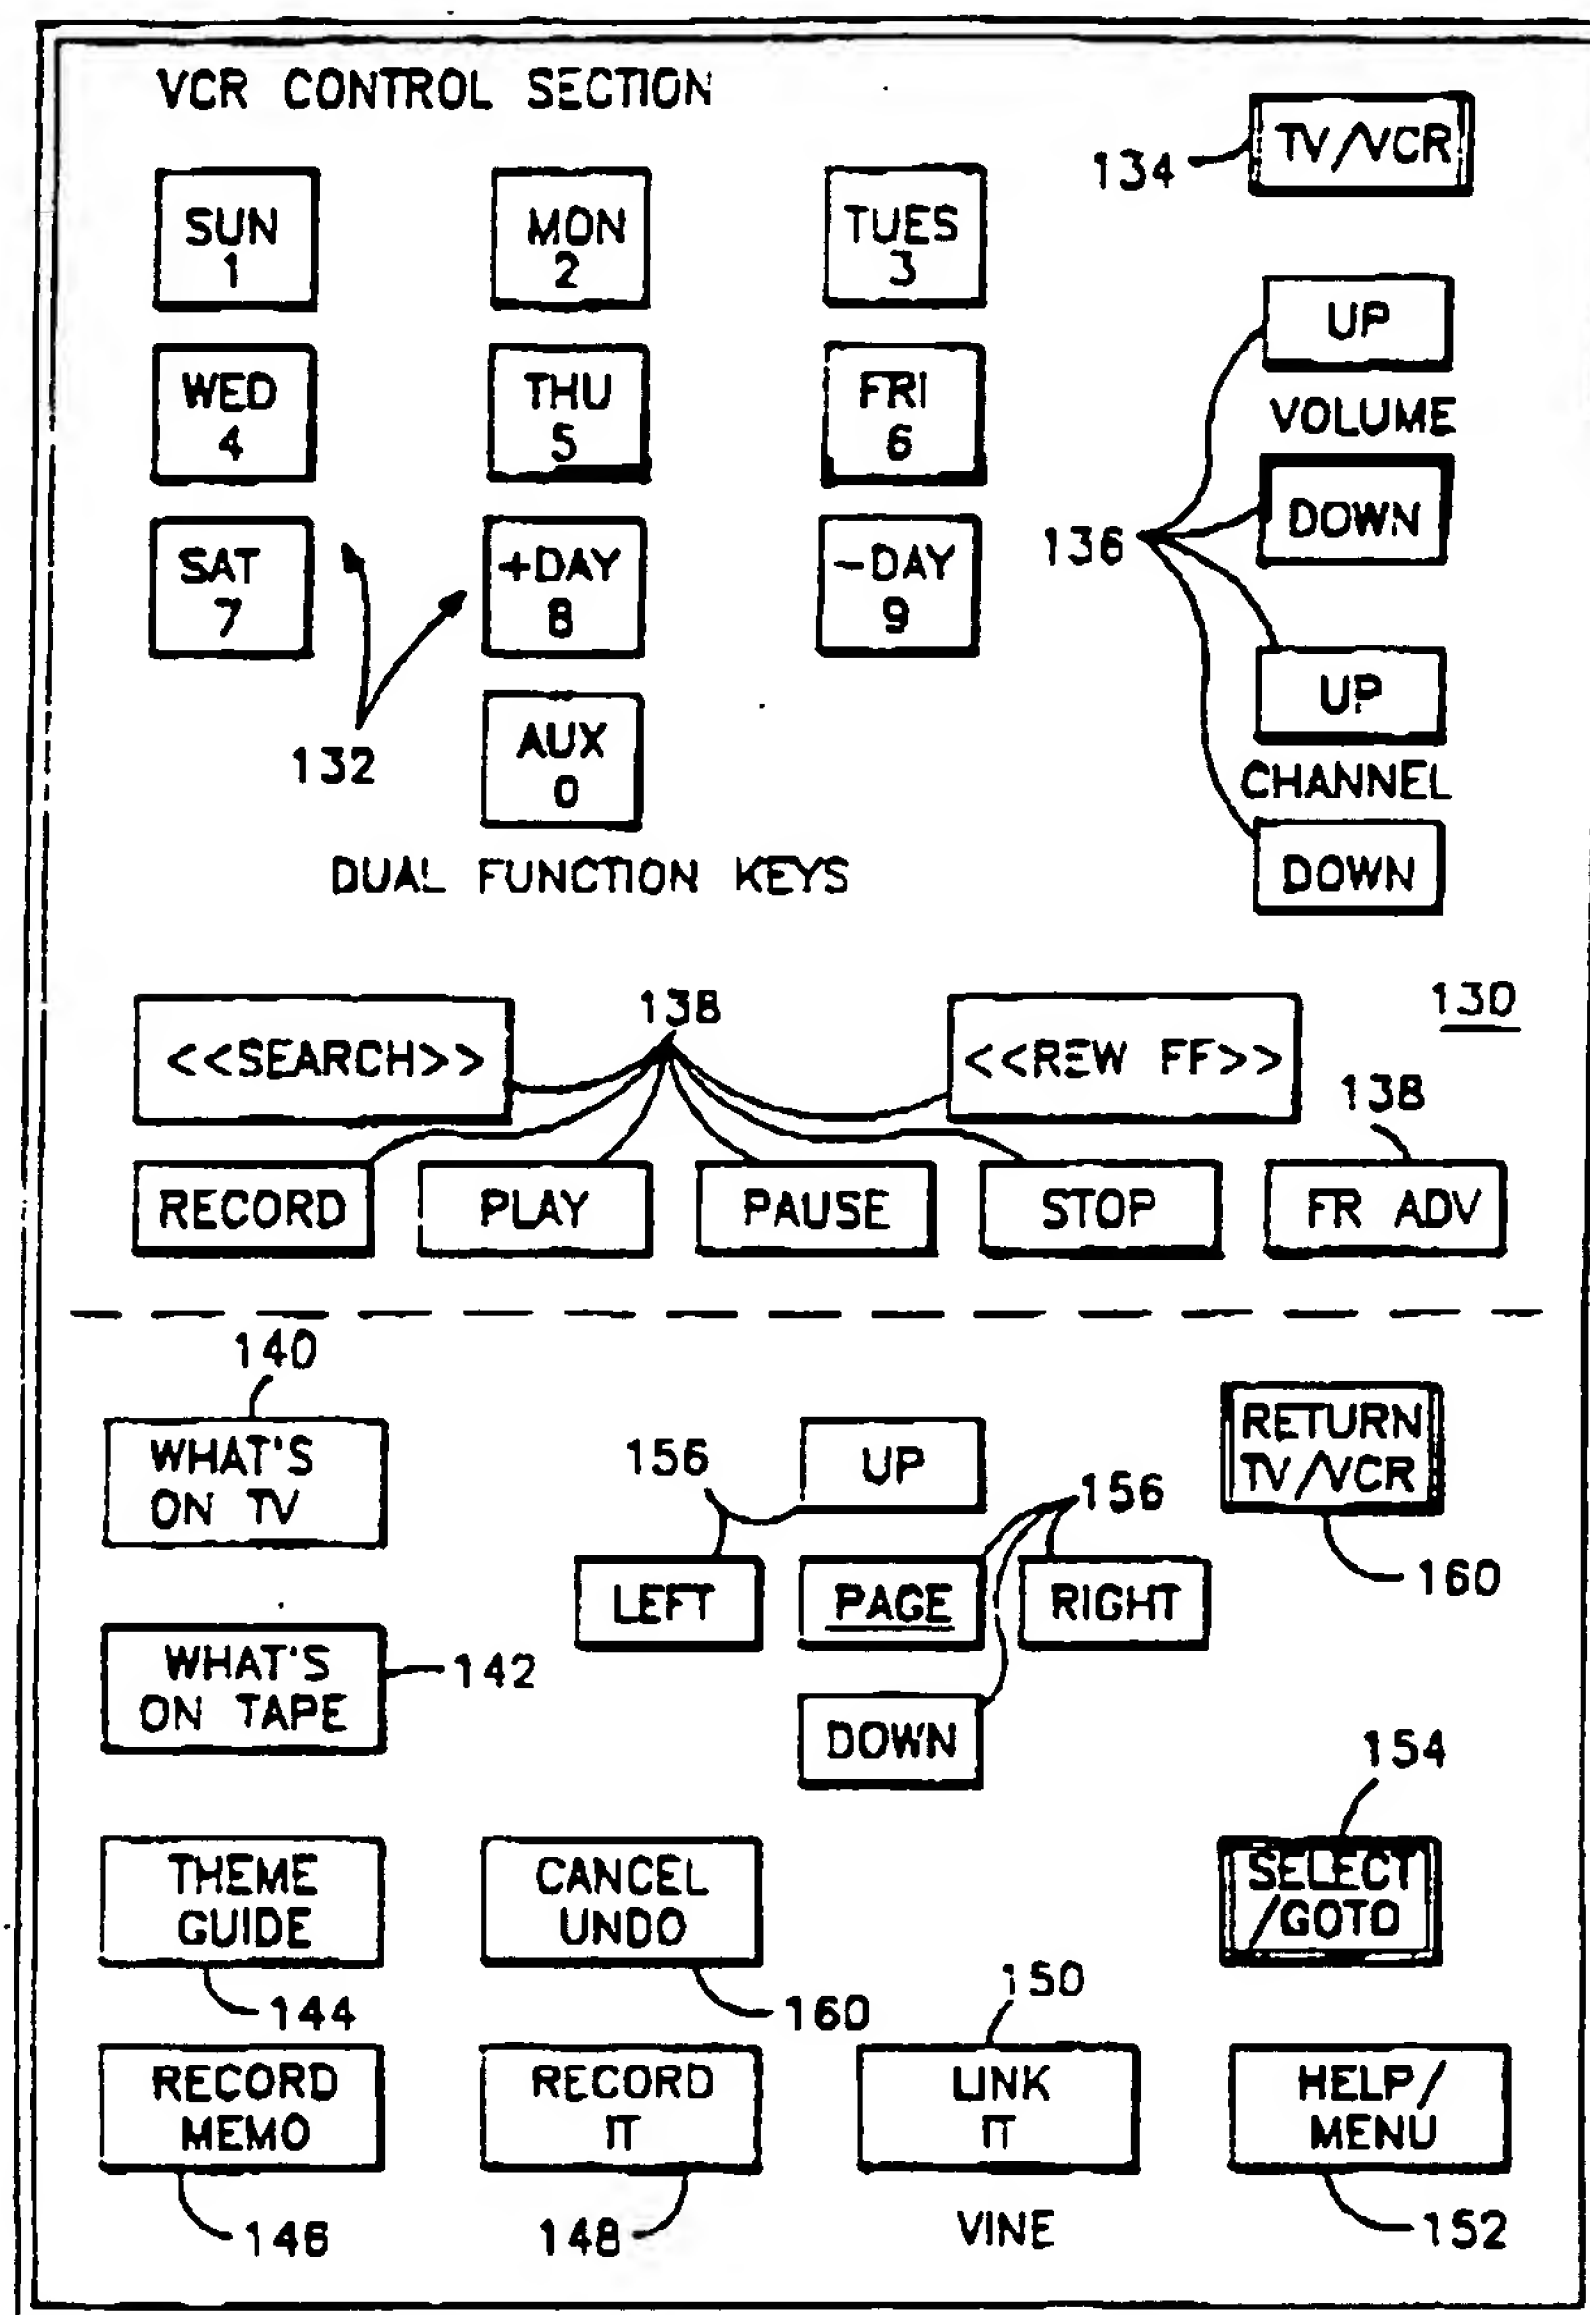 VCR CONTROL SECTION
TV/VCR
134
SUN
1
MON
2
TUES
3
UP
VOLUME
WED
4
THU
5
FRI
6
DOWN
136
SAT
7
+DAY
8
-DAY
9
UP
132
AUX
0
CHANNEL
DOWN
DUAL FUNCTION KEYS
138
130
<<SEARCH>>
<<REW FF>>
138
RECORD
PLAY
PAUSE
STOP
FR ADV
140
WHAT'S
ON TV
156
UP
156
RETURN
TV/VCR
160
LEFT
PAGE
RIGHT
WHAT'S
ON TAPE
142
DOWN
154
THEME
GUIDE
CANCEL
UNDO
SELECT
/GOTO
144
160
150
RECORD
MEMO
RECORD
IT
LINK
IT
HELP/
MENU
146
148
VINE
152